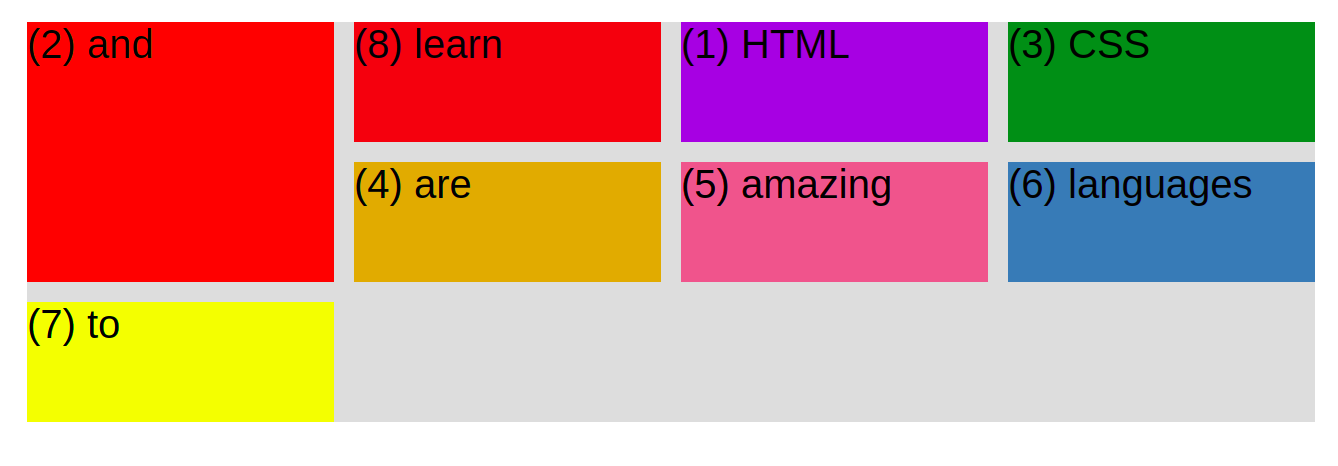 (2) and
(8) learn
(1) HTML
(3) CSS
(4) are
(5) amazing
(6) languages
(7) to